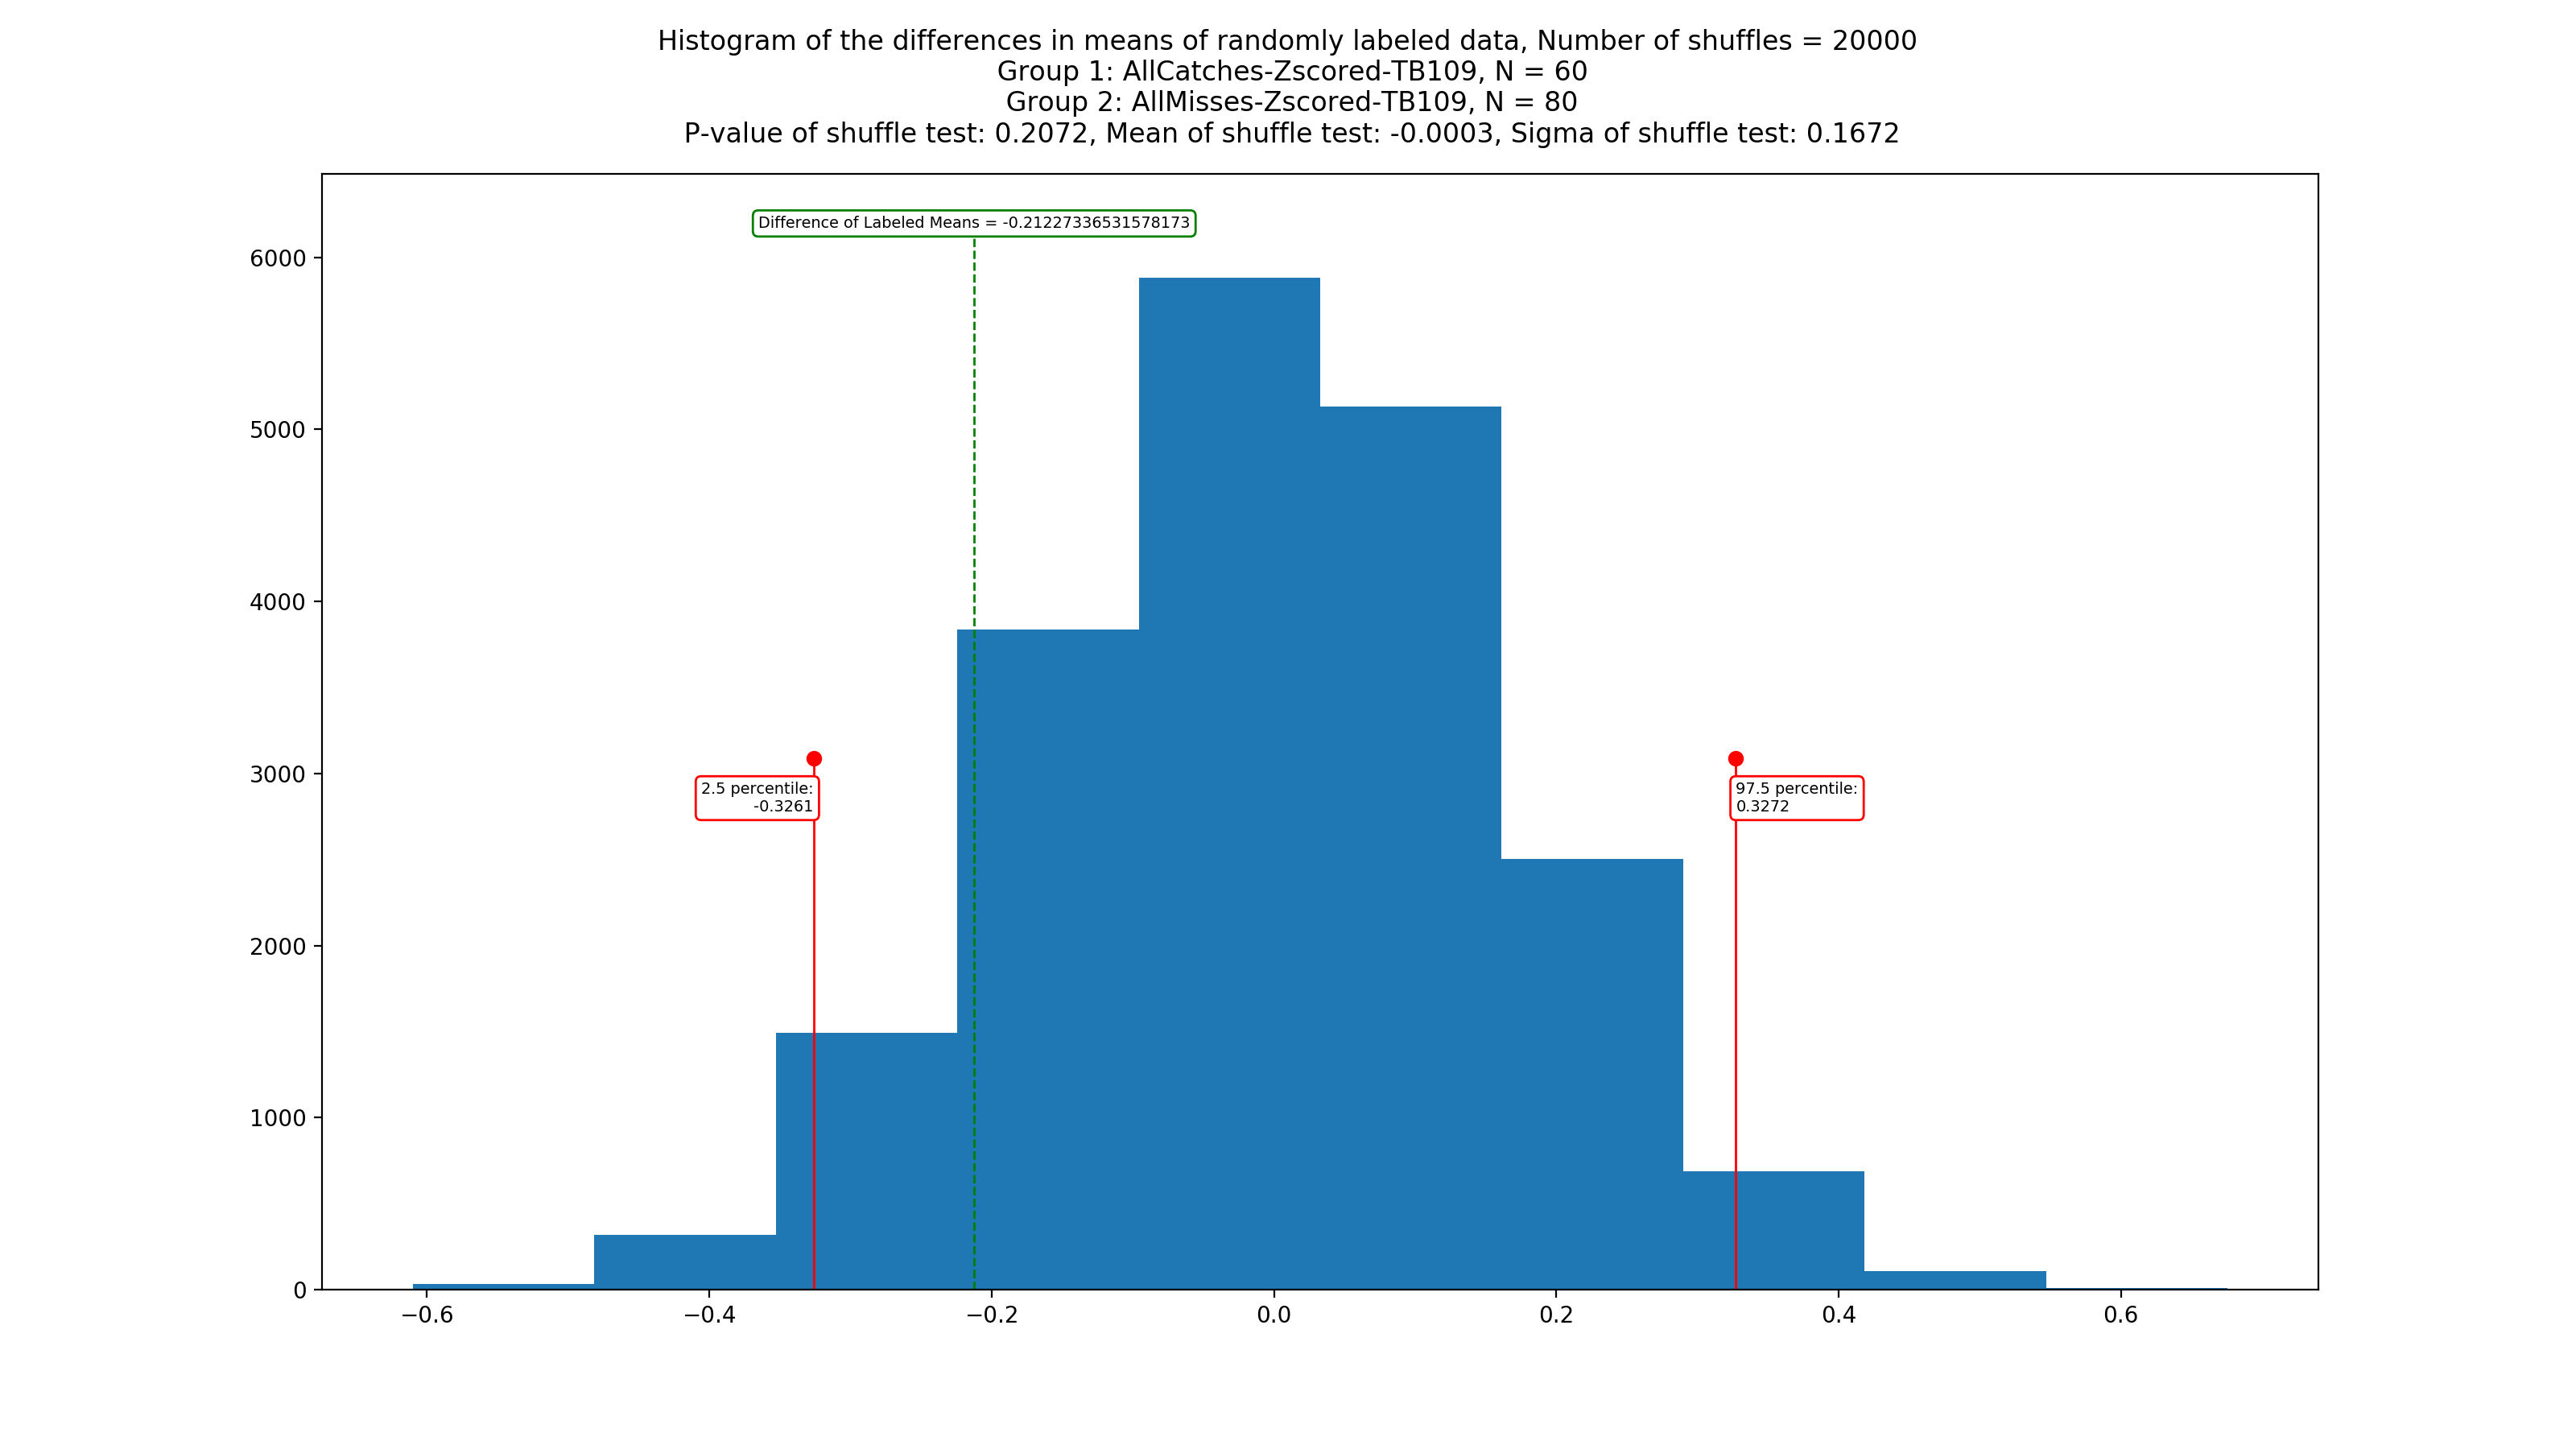 Histogram of the differences in means of randomly labeled data, Number of shuffles = 20000
Group 1: AllCatches-Zscored-TB109, N = 60
Group 2: AllMisses-Zscored-TB109, N = 80
P-value of shuffle test: 0.2072, Mean of shuffle test: -0.0003, Sigma of shuffle test: 0.1672
Difference of Labeled Means = -0.21227336531578173
6000
5000
4000
3000
2.5 percentile:
-0.3261
97.5 percentile:
0.3272
2000
1000
0
−0.6
−0.4
−0.2
0.0
0.2
0.4
0.6